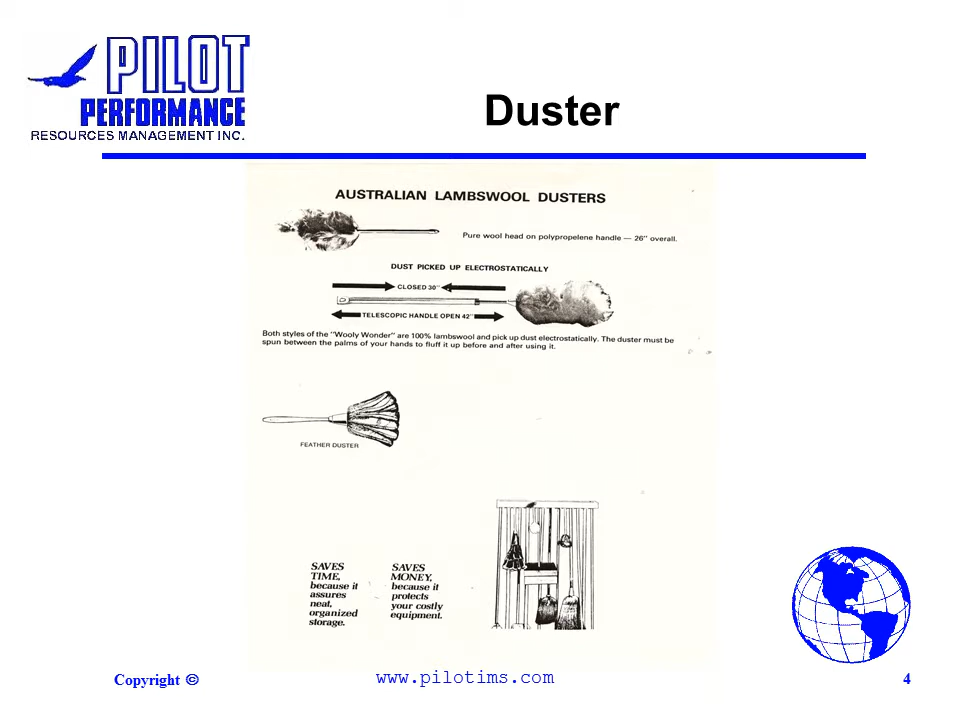 PILOT
PERFORMANCE
RESOURCES MANAGEMENT INC.
Duster
AUSTRALIAN LAMBSWOOL DUSTERS
Pure wool head on polypropelene handle — 26" overall.
DUST PICKED UP ELECTROSTATICALLY
CLOSED 30"
TELESCOPIC HANDLE OPEN 42"
Both styles of the "Wooly Wonder" are 100% lambswool and pick up dust electrostatically. The duster must be
spun between the palms of your hands to fluff it up before and after using it.
FEATHER DUSTER
SAVES
TIME,
because it
assures
neat,
organized
storage.
SAVES
MONEY,
because it
protects
your costly
equipment.
Copyright ©
www.pilotims.com
4